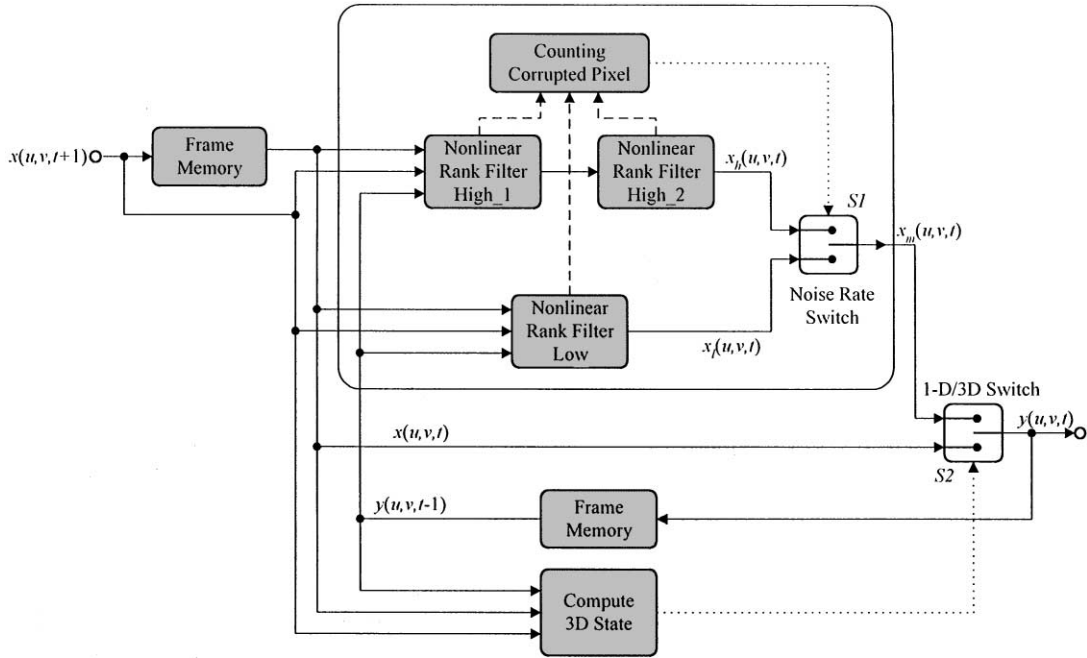 Counting
Corrupted Pixel
x(u,v,t+1)
Frame
Memory
Nonlinear
Rank Filter
High_1
Nonlinear
Rank Filter
High_2
x_h(u,v,t)
S1
x_m(u,v,t)
Noise Rate
Switch
Nonlinear
Rank Filter
Low
x_l(u,v,t)
1-D/3D Switch
x(u,v,t)
y(u,v,t)
S2
y(u,v,t-1)
Frame
Memory
Compute
3D State